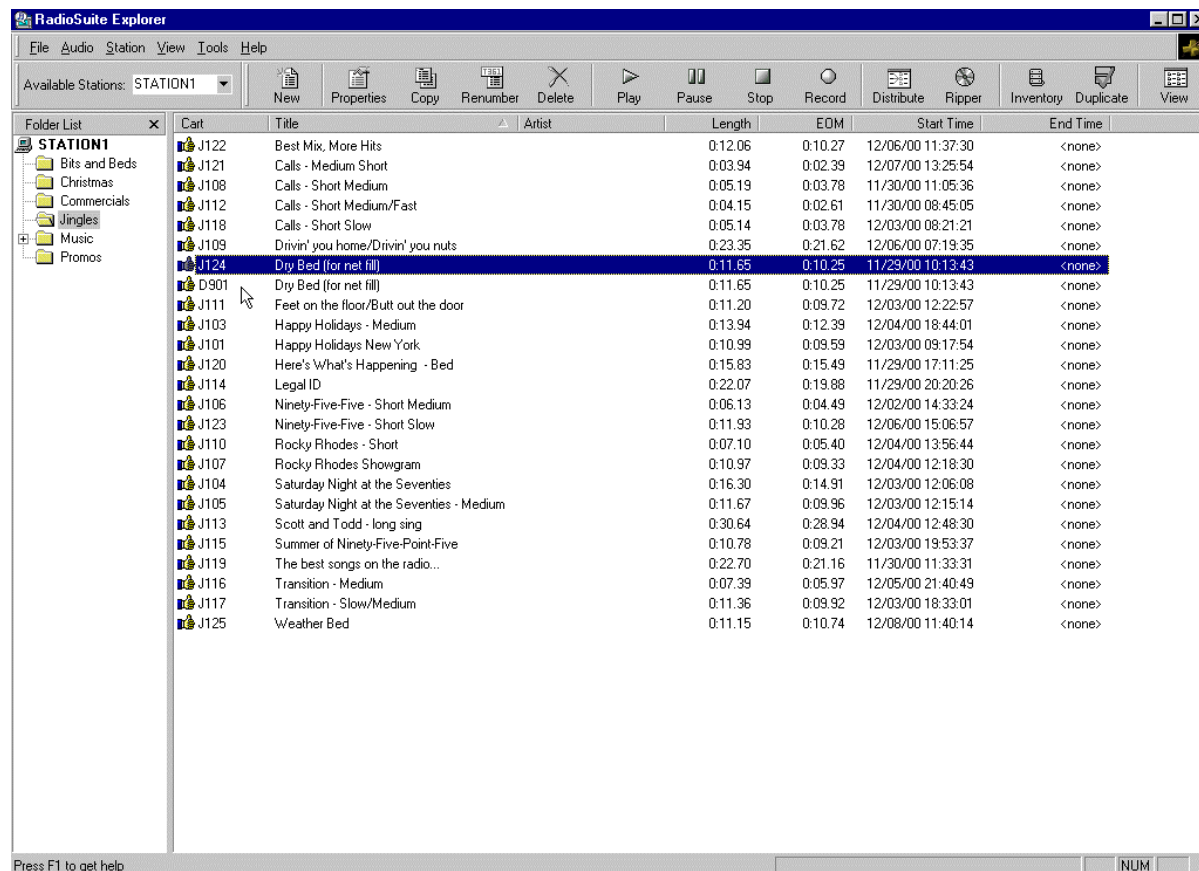 RadioSuite Explorer
File Audio Station View Tools Help
Available Stations: STATION1
New Properties Copy Renumber Delete Play Pause Stop Record Distribute Ripper Inventory Duplicate View
Folder List
STATION1
Bits and Beds
Christmas
Commercials
Jingles
Music
Promos
Cart Title Artist Length EOM Start Time End Time
J122 Best Mix, More Hits 0:12.06 0:10.27 12/06/00 11:37:30 <none>
J121 Calls - Medium Short 0:03.94 0:02.39 12/07/00 13:25:54 <none>
J108 Calls - Short Medium 0:05.19 0:03.78 11/30/00 11:05:36 <none>
J112 Calls - Short Medium/Fast 0:04.15 0:02.61 11/30/00 08:45:05 <none>
J118 Calls - Short Slow 0:05.14 0:03.78 12/03/00 08:21:21 <none>
J109 Drivin' you home/Drivin' you nuts 0:23.35 0:21.62 12/06/00 07:19:35 <none>
J124 Dry Bed (for net fill) 0:11.65 0:10.25 11/29/00 10:13:43 <none>
D901 Dry Bed (for net fill) 0:11.65 0:10.25 11/29/00 10:13:43 <none>
J111 Feet on the floor/Butt out the door 0:11.20 0:09.72 12/03/00 12:22:57 <none>
J103 Happy Holidays - Medium 0:13.94 0:12.39 12/04/00 18:44:01 <none>
J101 Happy Holidays New York 0:10.99 0:09.59 12/03/00 09:17:54 <none>
J120 Here's What's Happening - Bed 0:15.83 0:15.49 11/29/00 17:11:25 <none>
J114 Legal ID 0:22.07 0:19.88 11/29/00 20:20:26 <none>
J106 Ninety-Five-Five - Short Medium 0:06.13 0:04.49 12/02/00 14:33:24 <none>
J123 Ninety-Five-Five - Short Slow 0:11.93 0:10.28 12/06/00 15:06:57 <none>
J110 Rocky Rhodes - Short 0:07.10 0:05.40 12/04/00 13:56:44 <none>
J107 Rocky Rhodes Showgram 0:10.97 0:09.33 12/04/00 12:18:30 <none>
J104 Saturday Night at the Seventies 0:16.30 0:14.91 12/03/00 12:06:08 <none>
J105 Saturday Night at the Seventies - Medium 0:11.67 0:09.96 12/03/00 12:15:14 <none>
J113 Scott and Todd - long sing 0:30.64 0:28.94 12/04/00 12:48:30 <none>
J115 Summer of Ninety-Five-Point-Five 0:10.78 0:09.21 12/03/00 19:53:37 <none>
J119 The best songs on the radio... 0:22.70 0:21.16 11/30/00 11:33:31 <none>
J116 Transition - Medium 0:07.39 0:05.97 12/05/00 21:40:49 <none>
J117 Transition - Slow/Medium 0:11.36 0:09.92 12/03/00 18:33:01 <none>
J125 Weather Bed 0:11.15 0:10.74 12/08/00 11:40:14 <none>
Press F1 to get help
NUM